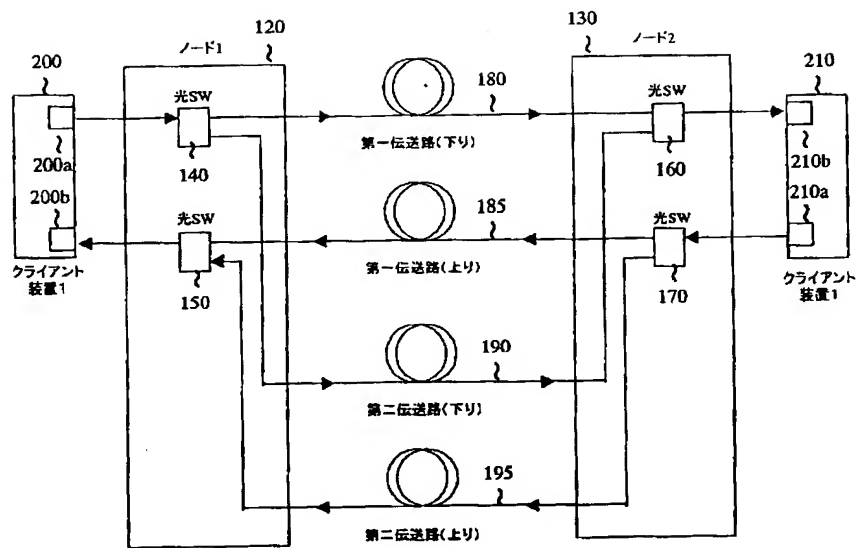 ノード1
120
130
ノード2
200
180
210
光SW
光SW
第一伝送路(下り)
200a
140
160
210b
200b
185
210a
光SW
光SW
第一伝送路(上り)
クライアント
装置1
150
170
クライアント
装置1
190
第二伝送路(下り)
195
第二伝送路(上り)